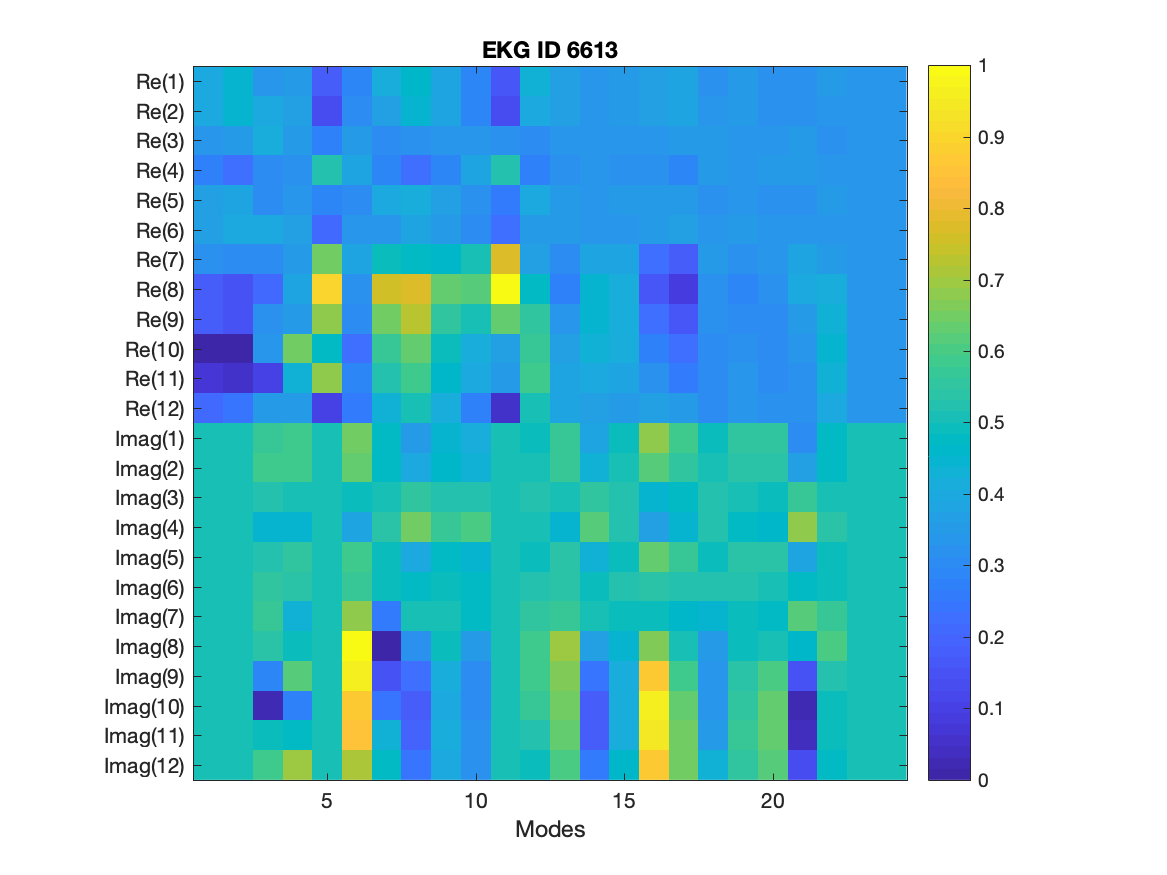 EKG ID 6613
Re(1)
Re(2)
Re(3)
Re(4)
Re(5)
Re(6)
Re(7)
Re(8)
Re(9)
Re(10)
Re(11)
Re(12)
Imag(1)
Imag(2)
Imag(3)
Imag(4)
Imag(5)
Imag(6)
Imag(7)
Imag(8)
Imag(9)
Imag(10)
Imag(11)
Imag(12)
5 10 15 20
Modes
1
0.9
0.8
0.7
0.6
0.5
0.4
0.3
0.2
0.1
0